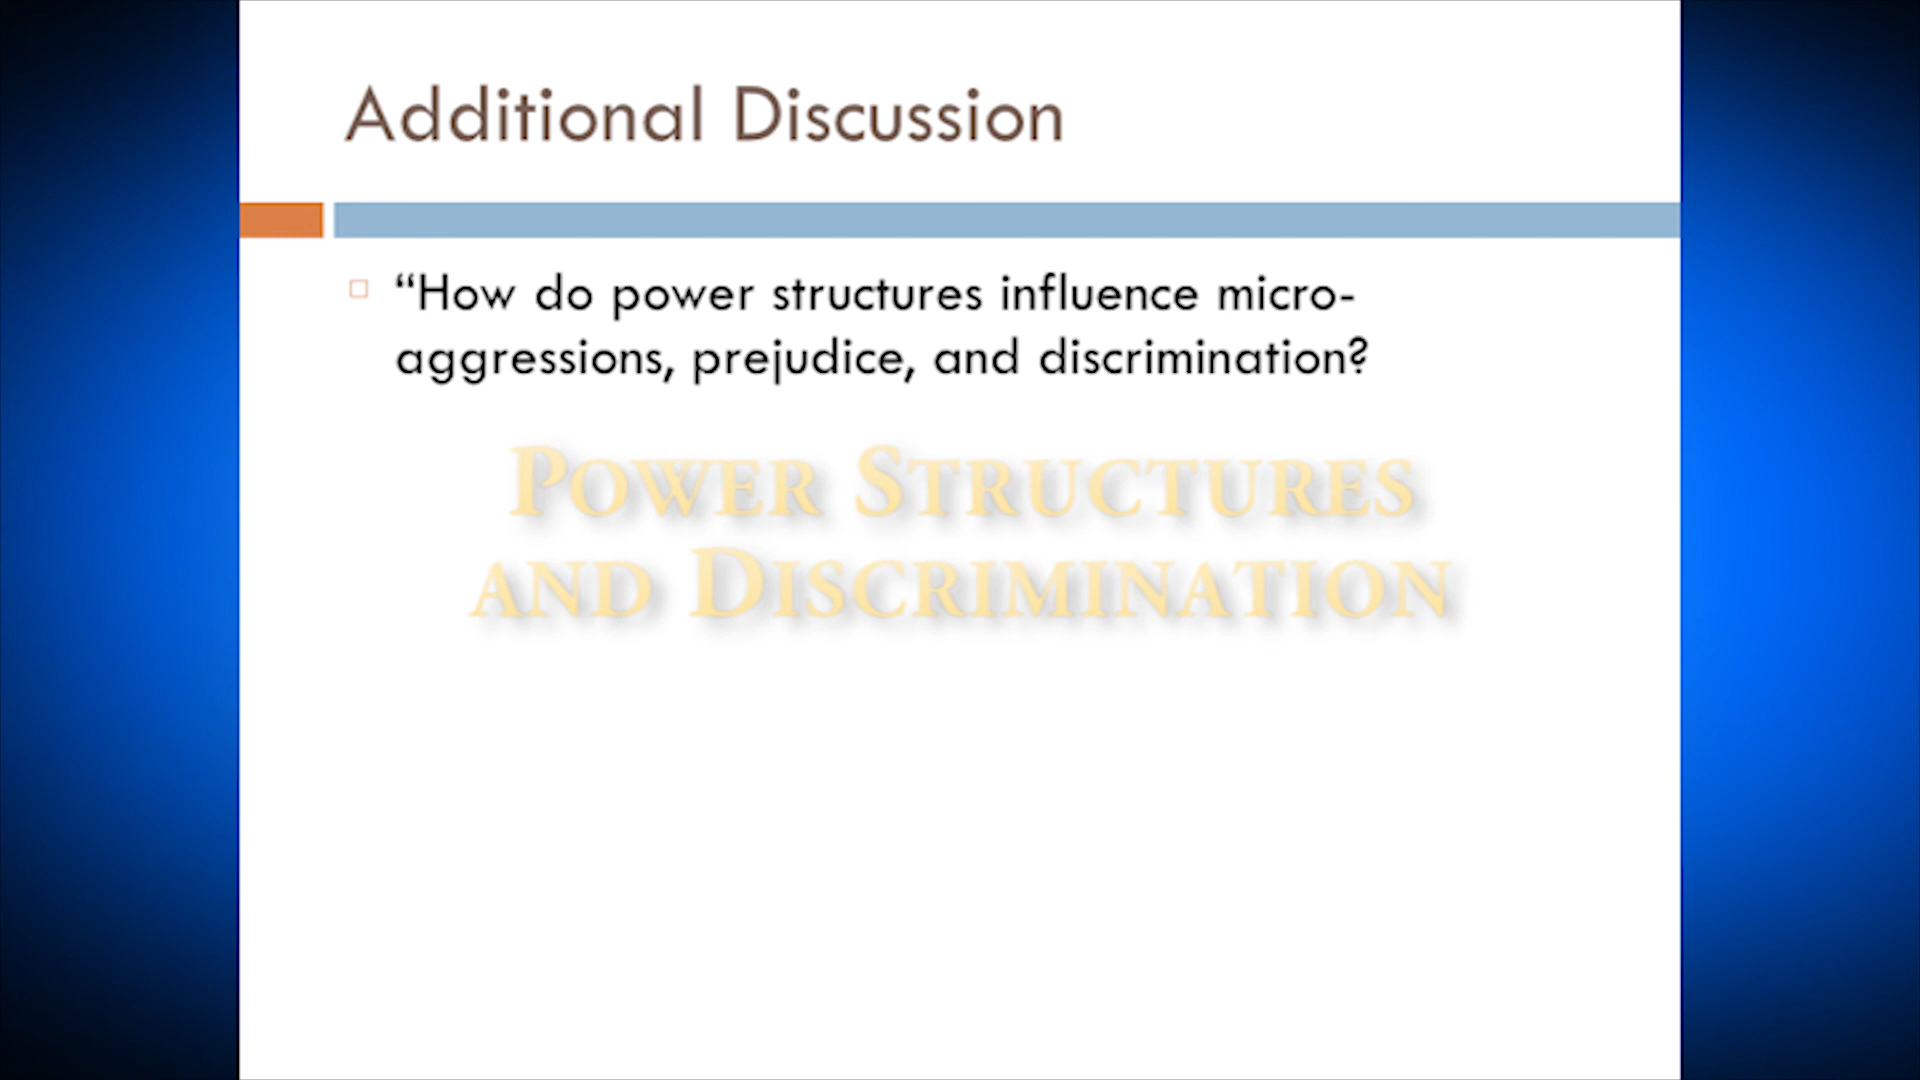 Additional Discussion
“How do power structures influence micro-
aggressions, prejudice, and discrimination?
Power Structures
and Discrimination